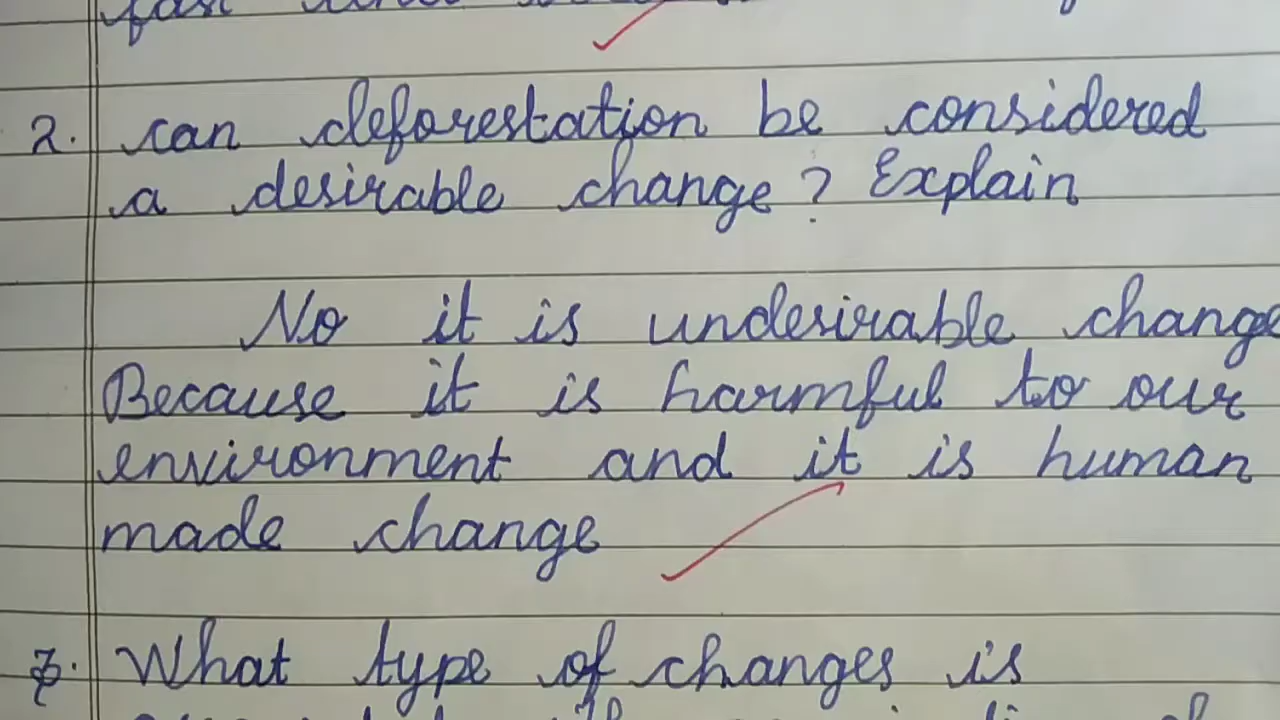 2. can deforestation be considered
a desirable change? Explain
No it is undesirable change
Because it is harmful to our
environment and it is human
made change
3. What type of changes is